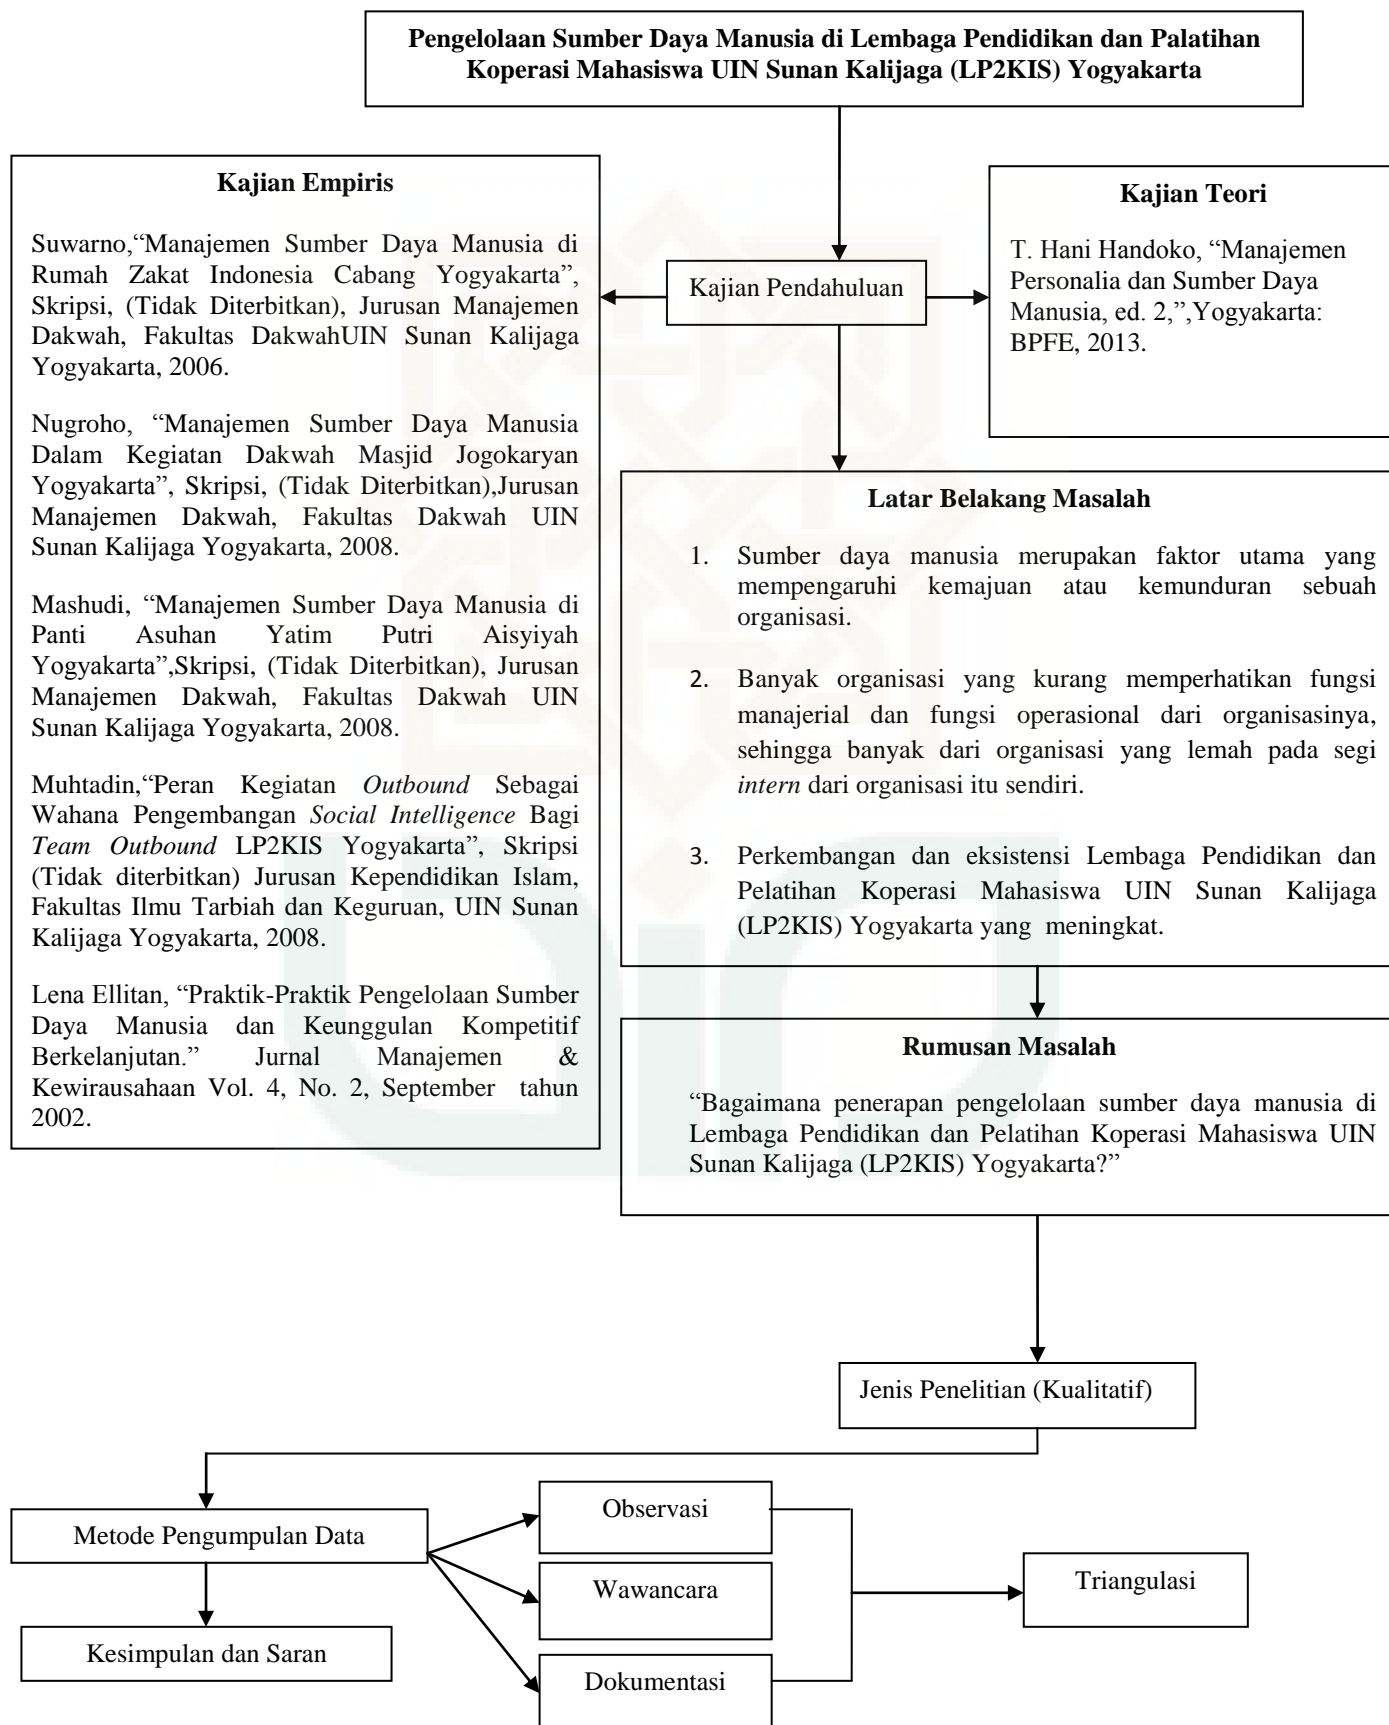 Pengelolaan Sumber Daya Manusia di Lembaga Pendidikan dan Palatihan
Koperasi Mahasiswa UIN Sunan Kalijaga (LP2KIS) Yogyakarta
Kajian Empiris
Suwarno,“Manajemen Sumber Daya Manusia di
Rumah Zakat Indonesia Cabang Yogyakarta”,
Skripsi, (Tidak Diterbitkan), Jurusan Manajemen
Dakwah, Fakultas DakwahUIN Sunan Kalijaga
Yogyakarta, 2006.
Nugroho, “Manajemen Sumber Daya Manusia
Dalam Kegiatan Dakwah Masjid Jogokaryan
Yogyakarta”, Skripsi, (Tidak Diterbitkan),Jurusan
Manajemen Dakwah, Fakultas Dakwah UIN
Sunan Kalijaga Yogyakarta, 2008.
Mashudi, “Manajemen Sumber Daya Manusia di
Panti Asuhan Yatim Putri Aisyiyah
Yogyakarta”,Skripsi, (Tidak Diterbitkan), Jurusan
Manajemen Dakwah, Fakultas Dakwah UIN
Sunan Kalijaga Yogyakarta, 2008.
Muhtadin,“Peran Kegiatan Outbound Sebagai
Wahana Pengembangan Social Intelligence Bagi
Team Outbound LP2KIS Yogyakarta”, Skripsi
(Tidak diterbitkan) Jurusan Kependidikan Islam,
Fakultas Ilmu Tarbiah dan Keguruan, UIN Sunan
Kalijaga Yogyakarta, 2008.
Lena Ellitan, “Praktik-Praktik Pengelolaan Sumber
Daya Manusia dan Keunggulan Kompetitif
Berkelanjutan.” Jurnal Manajemen &
Kewirausahaan Vol. 4, No. 2, September tahun
2002.
Kajian Pendahuluan
Kajian Teori
T. Hani Handoko, “Manajemen
Personalia dan Sumber Daya
Manusia, ed. 2,”,Yogyakarta:
BPFE, 2013.
Latar Belakang Masalah
1. Sumber daya manusia merupakan faktor utama yang
mempengaruhi kemajuan atau kemunduran sebuah
organisasi.
2. Banyak organisasi yang kurang memperhatikan fungsi
manajerial dan fungsi operasional dari organisasinya,
sehingga banyak dari organisasi yang lemah pada segi
intern dari organisasi itu sendiri.
3. Perkembangan dan eksistensi Lembaga Pendidikan dan
Pelatihan Koperasi Mahasiswa UIN Sunan Kalijaga
(LP2KIS) Yogyakarta yang meningkat.
Rumusan Masalah
“Bagaimana penerapan pengelolaan sumber daya manusia di
Lembaga Pendidikan dan Pelatihan Koperasi Mahasiswa UIN
Sunan Kalijaga (LP2KIS) Yogyakarta?”
Jenis Penelitian (Kualitatif)
Metode Pengumpulan Data
Observasi
Wawancara
Dokumentasi
Triangulasi
Kesimpulan dan Saran